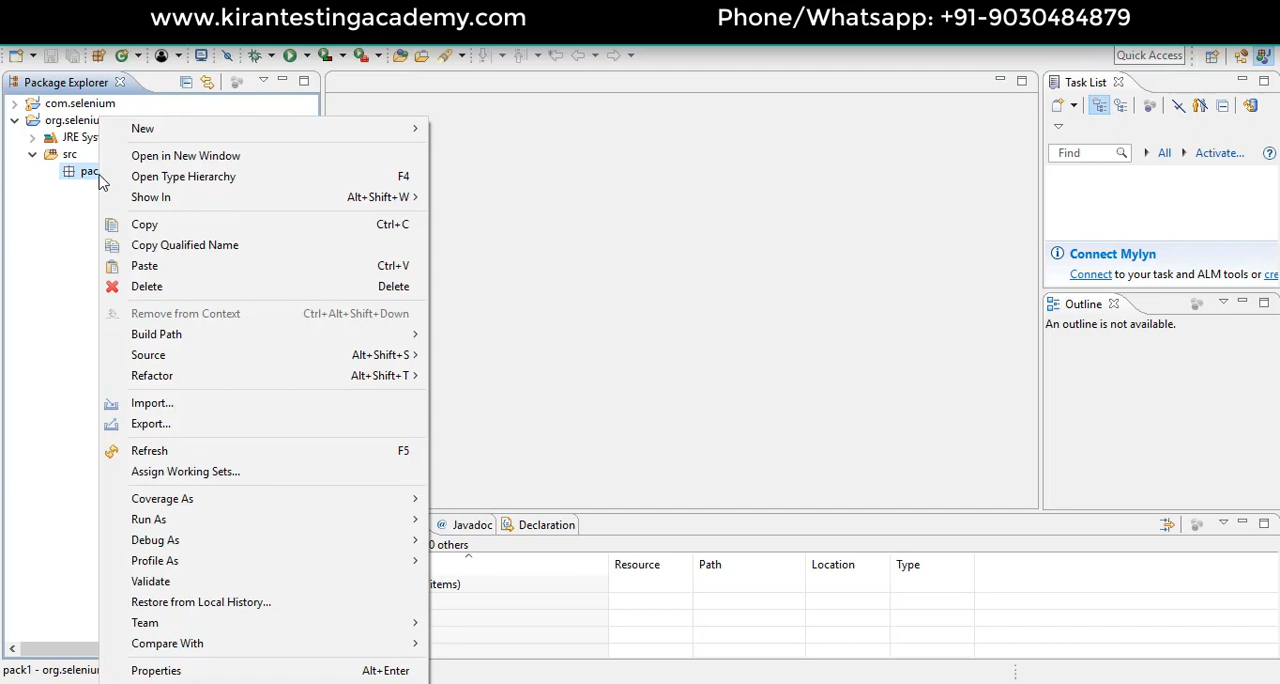 www.kirantestingacademy.com
Phone/Whatsapp: +91-9030484879
Quick Access
Package Explorer
com.selenium
org.seleniu
JRE Sys
src
pac
New
Open in New Window
Open Type Hierarchy F4
Show In Alt+Shift+W
Copy Ctrl+C
Copy Qualified Name
Paste Ctrl+V
Delete Delete
Remove from Context Ctrl+Alt+Shift+Down
Build Path
Source Alt+Shift+S
Refactor Alt+Shift+T
Import...
Export...
Refresh F5
Assign Working Sets...
Coverage As
Run As
Debug As
Profile As
Validate
Restore from Local History...
Team
Compare With
Properties Alt+Enter
Task List
Find All Activate...
Connect Mylyn
Connect to your task and ALM tools or cre
Outline
An outline is not available.
@ Javadoc Declaration
0 others
Resource Path Location Type
items)
pack1 - org.seleniu